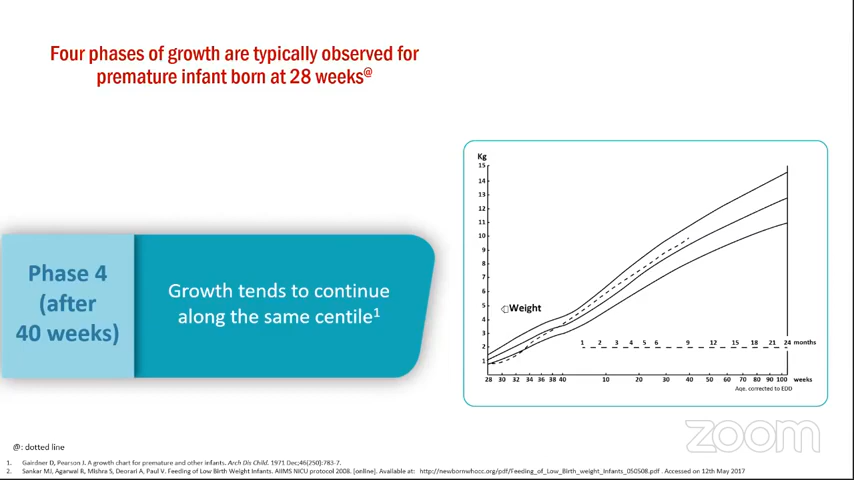 Four phases of growth are typically observed for
premature infant born at 28 weeks@
Phase 4
(after
40 weeks)
Growth tends to continue
along the same centile1
Kg
15
14
13
12
11
10
9
8
7
6
5
4
3
2
1
Weight
1 2 3 4 5 6 9 12 15 18 21 24 months
28 30 32 34 36 38 40 10 20 30 40 50 60 70 80 90 100 weeks
Age, corrected to EDD
zoom
@: dotted line
1. Gairdner D, Pearson J. A growth chart for premature and other infants. Arch Dis Child. 1971 Dec;46(250):783-7.
2. Sankar MJ, Agarwal R, Mishra S, Deorari A, Paul V. Feeding of Low Birth Weight Infants. AIIMS NICU protocol 2008. [online]. Available at: http://newbornwhocc.org/pdf/Feeding_of_Low_Birth_weight_Infants_050508.pdf . Accessed on 12th May 2017